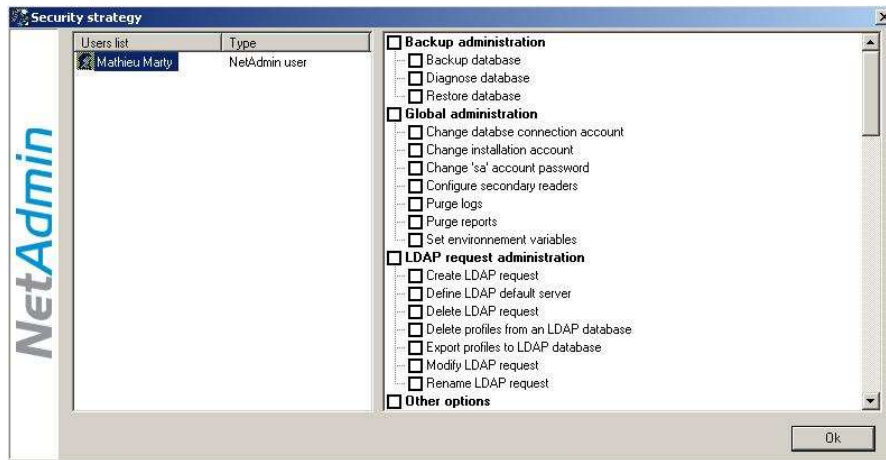 Security strategy
NetAdmin
Users list Type
Mathieu Marty NetAdmin user
Backup administration
Backup database
Diagnose database
Restore database
Global administration
Change databse connection account
Change installation account
Change 'sa' account password
Configure secondary readers
Purge logs
Purge reports
Set environnement variables
LDAP request administration
Create LDAP request
Define LDAP default server
Delete LDAP request
Delete profiles from an LDAP database
Export profiles to LDAP database
Modify LDAP request
Rename LDAP request
Other options
Ok